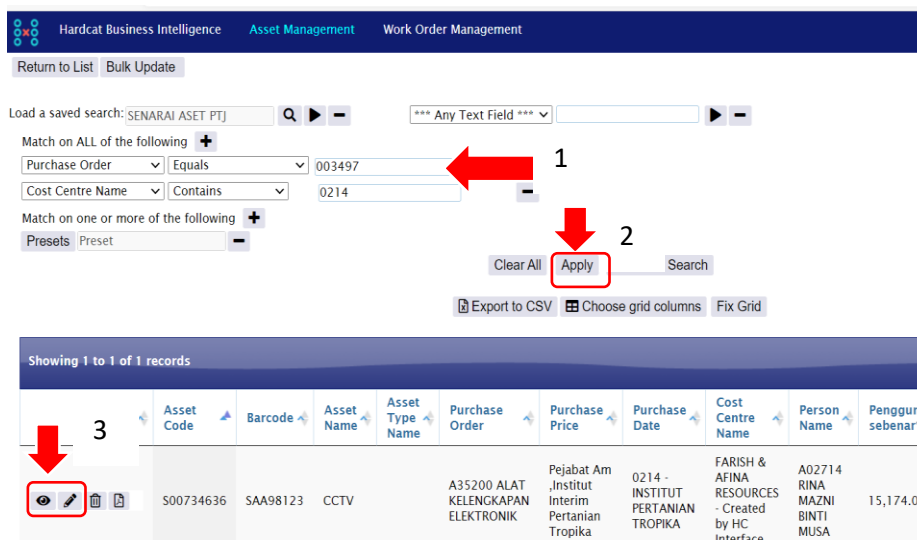 Hardcat Business Intelligence Asset Management Work Order Management
Return to List Bulk Update
Load a saved search: SENARAI ASET PTJ *** Any Text Field ***
Match on ALL of the following
Purchase Order Equals 003497 1
Cost Centre Name Contains 0214
Match on one or more of the following
Presets Preset
2
Clear All Apply Search
Export to CSV Choose grid columns Fix Grid
Showing 1 to 1 of 1 records
3
Asset
Code
Barcode
Asset
Name
Asset
Type
Name
Purchase
Order
Purchase
Price
Purchase
Date
Cost
Centre
Name
Person
Name
S00734636
SAA98123
CCTV
A35200 ALAT
KELENGKAPAN
ELEKTRONIK
Pejabat Am
,Institut
Interim
Pertanian
Tropika
0214 -
INSTITUT
PERTANIAN
TROPIKA
FARISH &
AFINA
RESOURCES
- Created
by HC
Interface
A02714
RINA
MAZNI
BINTI
MUSA
15,174.0